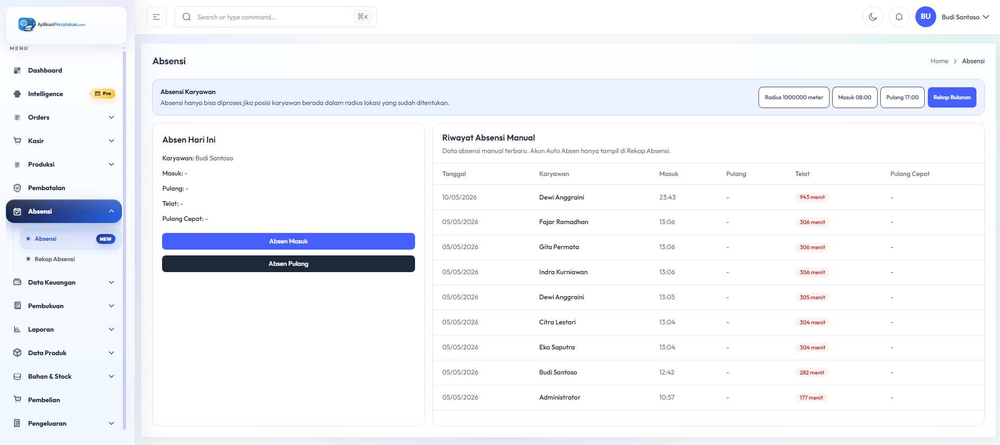 AplikasiPercetakan.com
Search or type command...
⌘K
BU
Budi Santoso
MENU
Dashboard
Intelligence
Pro
Orders
Kasir
Produksi
Pembatalan
Absensi
Absensi
NEW
Rekap Absensi
Data Keuangan
Pembukuan
Laporan
Data Produk
Bahan & Stock
Pembelian
Pengeluaran
Absensi
Home > Absensi
Absensi Karyawan
Absensi hanya bisa diproses jika posisi karyawan berada dalam radius lokasi yang sudah ditentukan.
Radius 1000000 meter
Masuk 08:00
Pulang 17:00
Rekap Bulanan
Absen Hari Ini
Karyawan: Budi Santoso
Masuk: -
Pulang: -
Telat: -
Pulang Cepat: -
Absen Masuk
Absen Pulang
Riwayat Absensi Manual
Data absensi manual terbaru. Akun Auto Absen hanya tampil di Rekap Absensi.
Tanggal Karyawan Masuk Pulang Telat Pulang Cepat
10/05/2026 Dewi Anggraini 23:43 - 943 menit -
05/05/2026 Fajar Ramadhan 13:06 - 306 menit -
05/05/2026 Gita Permata 13:06 - 306 menit -
05/05/2026 Indra Kurniawan 13:06 - 306 menit -
05/05/2026 Dewi Anggraini 13:05 - 305 menit -
05/05/2026 Citra Lestari 13:04 - 304 menit -
05/05/2026 Eko Saputra 13:04 - 304 menit -
05/05/2026 Budi Santoso 12:42 - 282 menit -
05/05/2026 Administrator 10:57 - 177 menit -